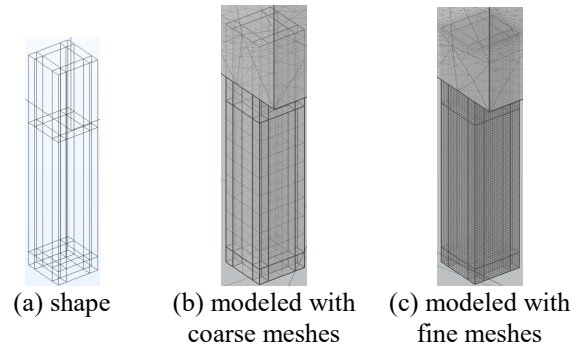 (a) shape
(b) modeled with
coarse meshes
(c) modeled with
fine meshes